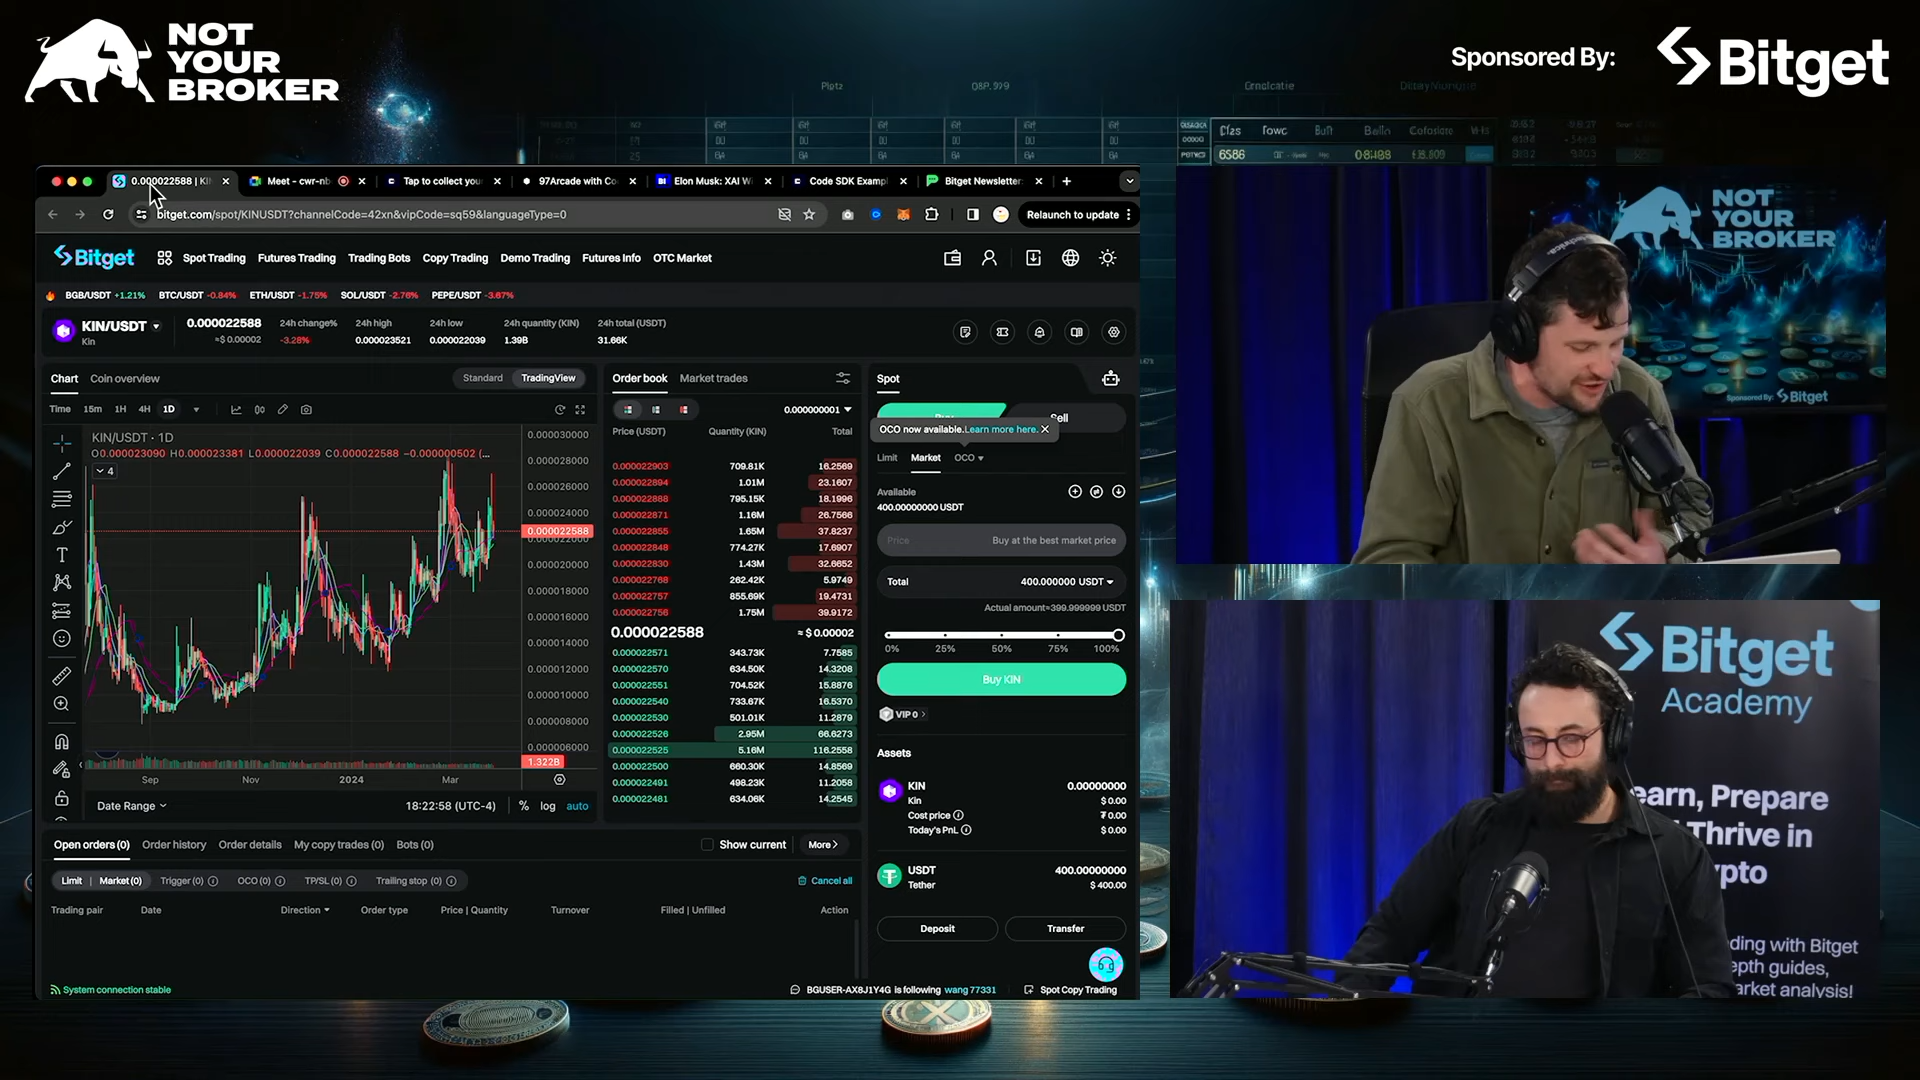 NOT
YOUR
BROKER
Sponsored By:
Bitget
0.000022588 | KI
Meet - cwr-nb
Tap to collect your
97Arcade with Co
Elon Musk: XAI W
Code SDK Exampl
Bitget Newsletter:
bitget.com/spot/KINUSDT?channelCode=42xn&vipCode=sq59&languageType=0
Relaunch to update
Bitget
Spot Trading
Futures Trading
Trading Bots
Copy Trading
Demo Trading
Futures Info
OTC Market
BGB/USDT +1.21%
BTC/USDT -0.84%
ETH/USDT -1.75%
SOL/USDT -2.76%
PEPE/USDT -3.67%
KIN/USDT
Kin
0.000022588
≈$ 0.00002
24h change%
-3.28%
24h high
0.000023521
24h low
0.000022039
24h quantity (KIN)
1.39B
24h total (USDT)
31.66K
Chart
Coin overview
Standard
TradingView
Time 15m 1H 4H 1D
KIN/USDT · 1D
O0.000023090 H0.000023381 L0.000022039 C0.000022588 −0.000000502 (...
4
0.000030000
0.000028000
0.000026000
0.000024000
0.000022588
0.000022000
0.000020000
0.000018000
0.000016000
0.000014000
0.000012000
0.000010000
0.000008000
0.000006000
1.322B
Sep Nov 2024 Mar
Date Range
18:22:58 (UTC-4)
% log auto
Order book
Market trades
0.000000001
Price (USDT) Quantity (KIN) Total
0.000022903 709.81K 16.2569
0.000022894 1.01M 23.1607
0.000022888 795.15K 18.1996
0.000022871 1.16M 26.7566
0.000022855 1.65M 37.8237
0.000022848 774.27K 17.6907
0.000022830 1.43M 32.6652
0.000022768 262.42K 5.9749
0.000022757 855.69K 19.4731
0.000022756 1.75M 39.9172
0.000022588 ≈ $ 0.00002
0.000022571 343.73K 7.7585
0.000022570 634.50K 14.3208
0.000022551 704.52K 15.8876
0.000022540 733.67K 16.5370
0.000022530 501.01K 11.2879
0.000022526 2.95M 66.6273
0.000022525 5.16M 116.2558
0.000022500 660.30K 14.8569
0.000022491 498.23K 11.2058
0.000022481 634.06K 14.2545
Spot
Buy
Sell
OCO now available. Learn more here.
Limit Market OCO
Available
400.00000000 USDT
Price Buy at the best market price
Total 400.000000 USDT
Actual amount≈399.999999 USDT
0% 25% 50% 75% 100%
Buy KIN
VIP 0
Assets
KIN 0.00000000
Kin $ 0.00
Cost price ₮ 0.00
Today's PnL $ 0.00
USDT 400.00000000
Tether $ 400.00
Deposit
Transfer
Open orders(0)
Order history
Order details
My copy trades (0)
Bots (0)
Show current
More
Limit | Market(0)
Trigger (0)
OCO (0)
TP/SL (0)
Trailing stop (0)
Cancel all
Trading pair
Date
Direction
Order type
Price | Quantity
Turnover
Filled | Unfilled
Action
System connection stable
BGUSER-AX8J1Y4G is following wang77331
Spot Copy Trading
NOT
YOUR
BROKER
Sponsored By: Bitget
Bitget
Academy
earn, Prepare
Thrive in
ypto
ding with Bitget
epth guides,
arket analysis!